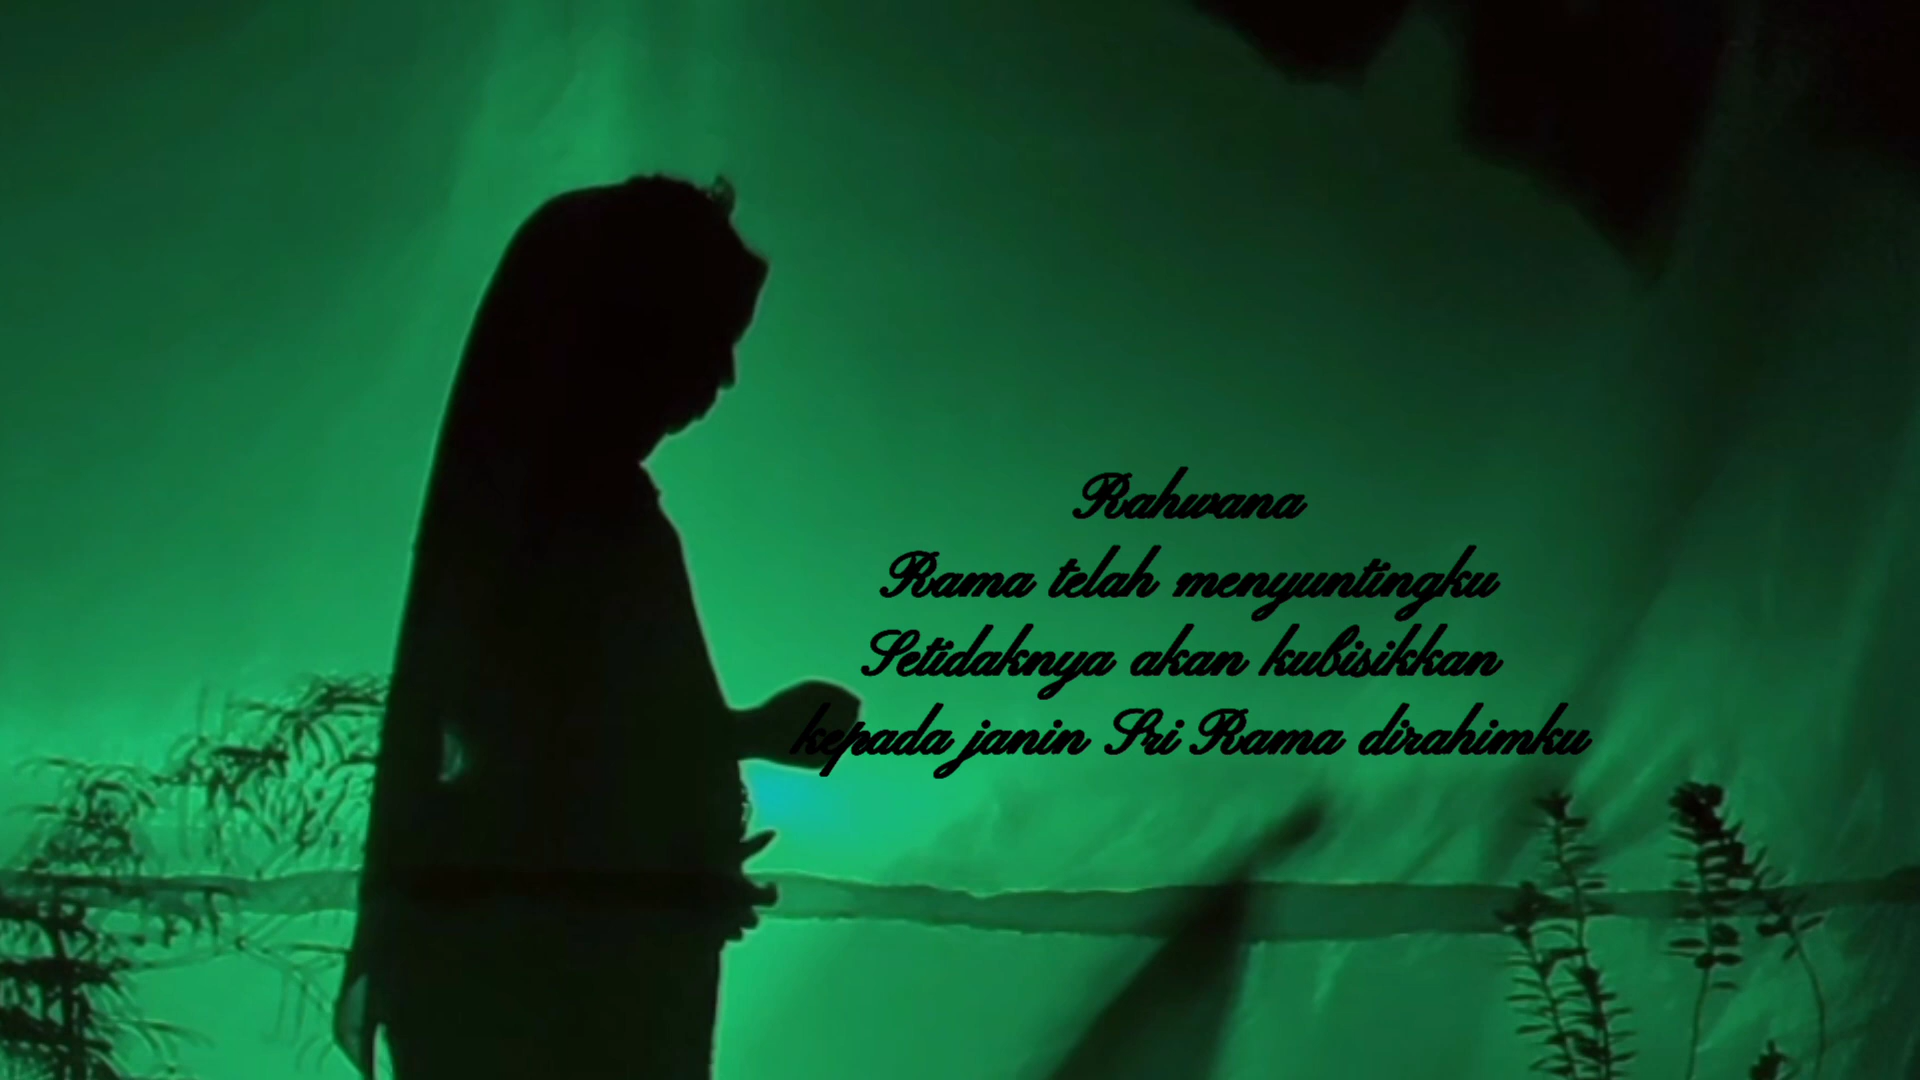 Rahwana
Rama telah menyuntingku
Setidaknya akan kubisikkan
kepada janin Sri Rama dirahimku